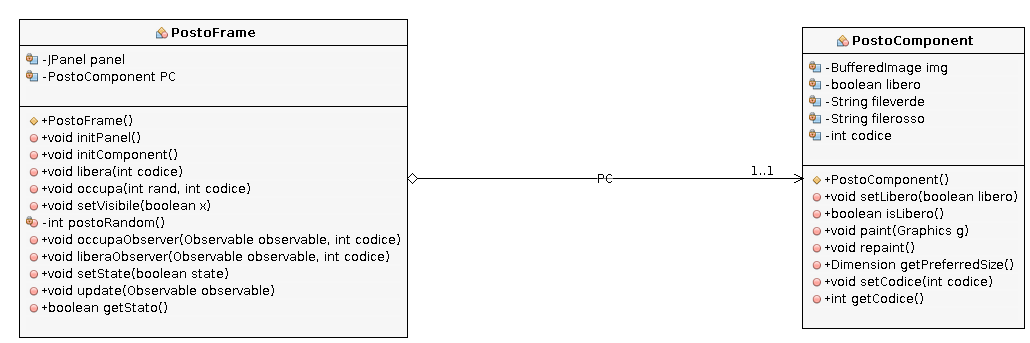 PostoFrame
-JPanel panel
-PostoComponent PC
+PostoFrame()
+void initPanel()
+void initComponent()
+void libera(int codice)
+void occupa(int rand, int codice)
+void setVisibile(boolean x)
-int postoRandom()
+void occupaObserver(Observable observable, int codice)
+void liberaObserver(Observable observable, int codice)
+void setState(boolean state)
+void update(Observable observable)
+boolean getStato()
PC
1..1
PostoComponent
-BufferedImage img
-boolean libero
-String fileverde
-String filerosso
-int codice
+PostoComponent()
+void setLibero(boolean libero)
+boolean isLibero()
+void paint(Graphics g)
+void repaint()
+Dimension getPreferredSize()
+void setCodice(int codice)
+int getCodice()